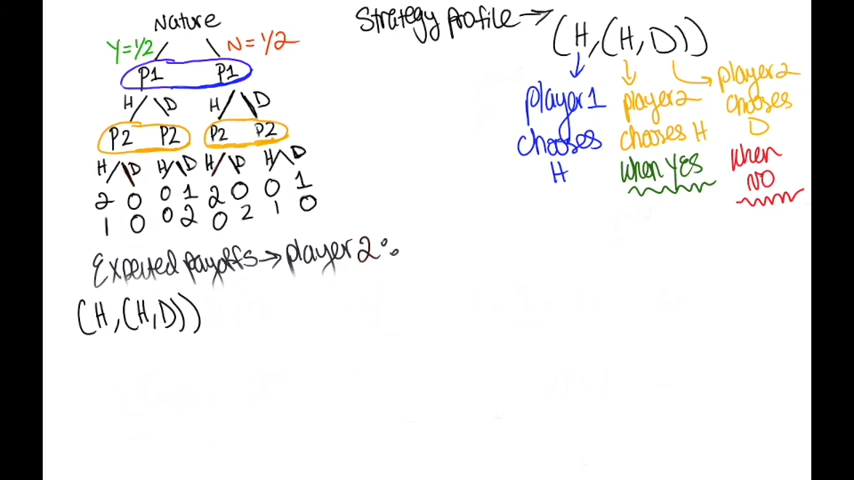 Nature
Y=1/2 N=1/2
P1 P1
H D H D
P2 P2 P2 P2
H D H D H D H D
2 0 0 1 2 0 0 1
1 0 0 2 0 2 1 0
Expected payoffs → player 2:
(H,(H,D))
Strategy profile → (H,(H,D))
player 1
chooses
H
player 2
chooses H
when YES
player 2
chooses
D
when
NO